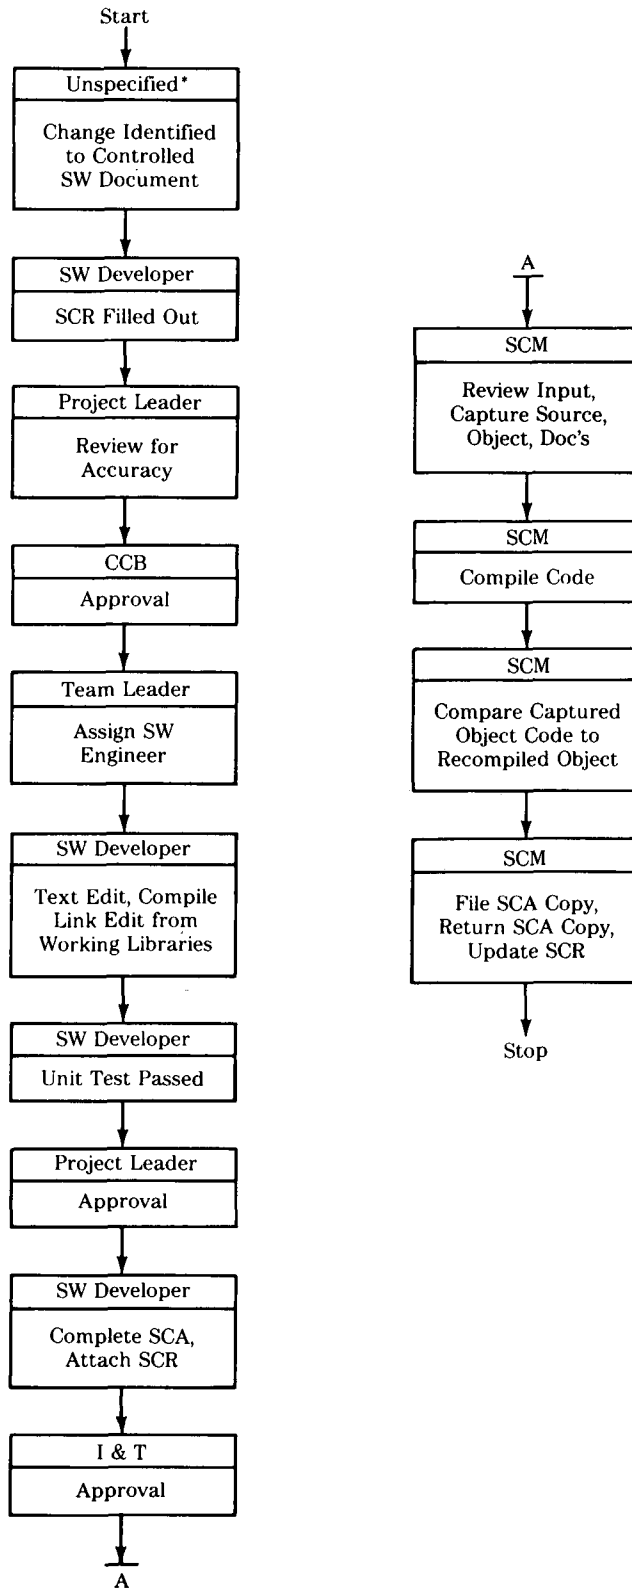 Start
Unspecified*
Change Identified
to Controlled
SW Document
SW Developer
SCR Filled Out
Project Leader
Review for
Accuracy
CCB
Approval
Team Leader
Assign SW
Engineer
SW Developer
Text Edit, Compile
Link Edit from
Working Libraries
SW Developer
Unit Test Passed
Project Leader
Approval
SW Developer
Complete SCA,
Attach SCR
I & T
Approval
A
A
SCM
Review Input,
Capture Source,
Object, Doc's
SCM
Compile Code
SCM
Compare Captured
Object Code to
Recompiled Object
SCM
File SCA Copy,
Return SCA Copy,
Update SCR
Stop